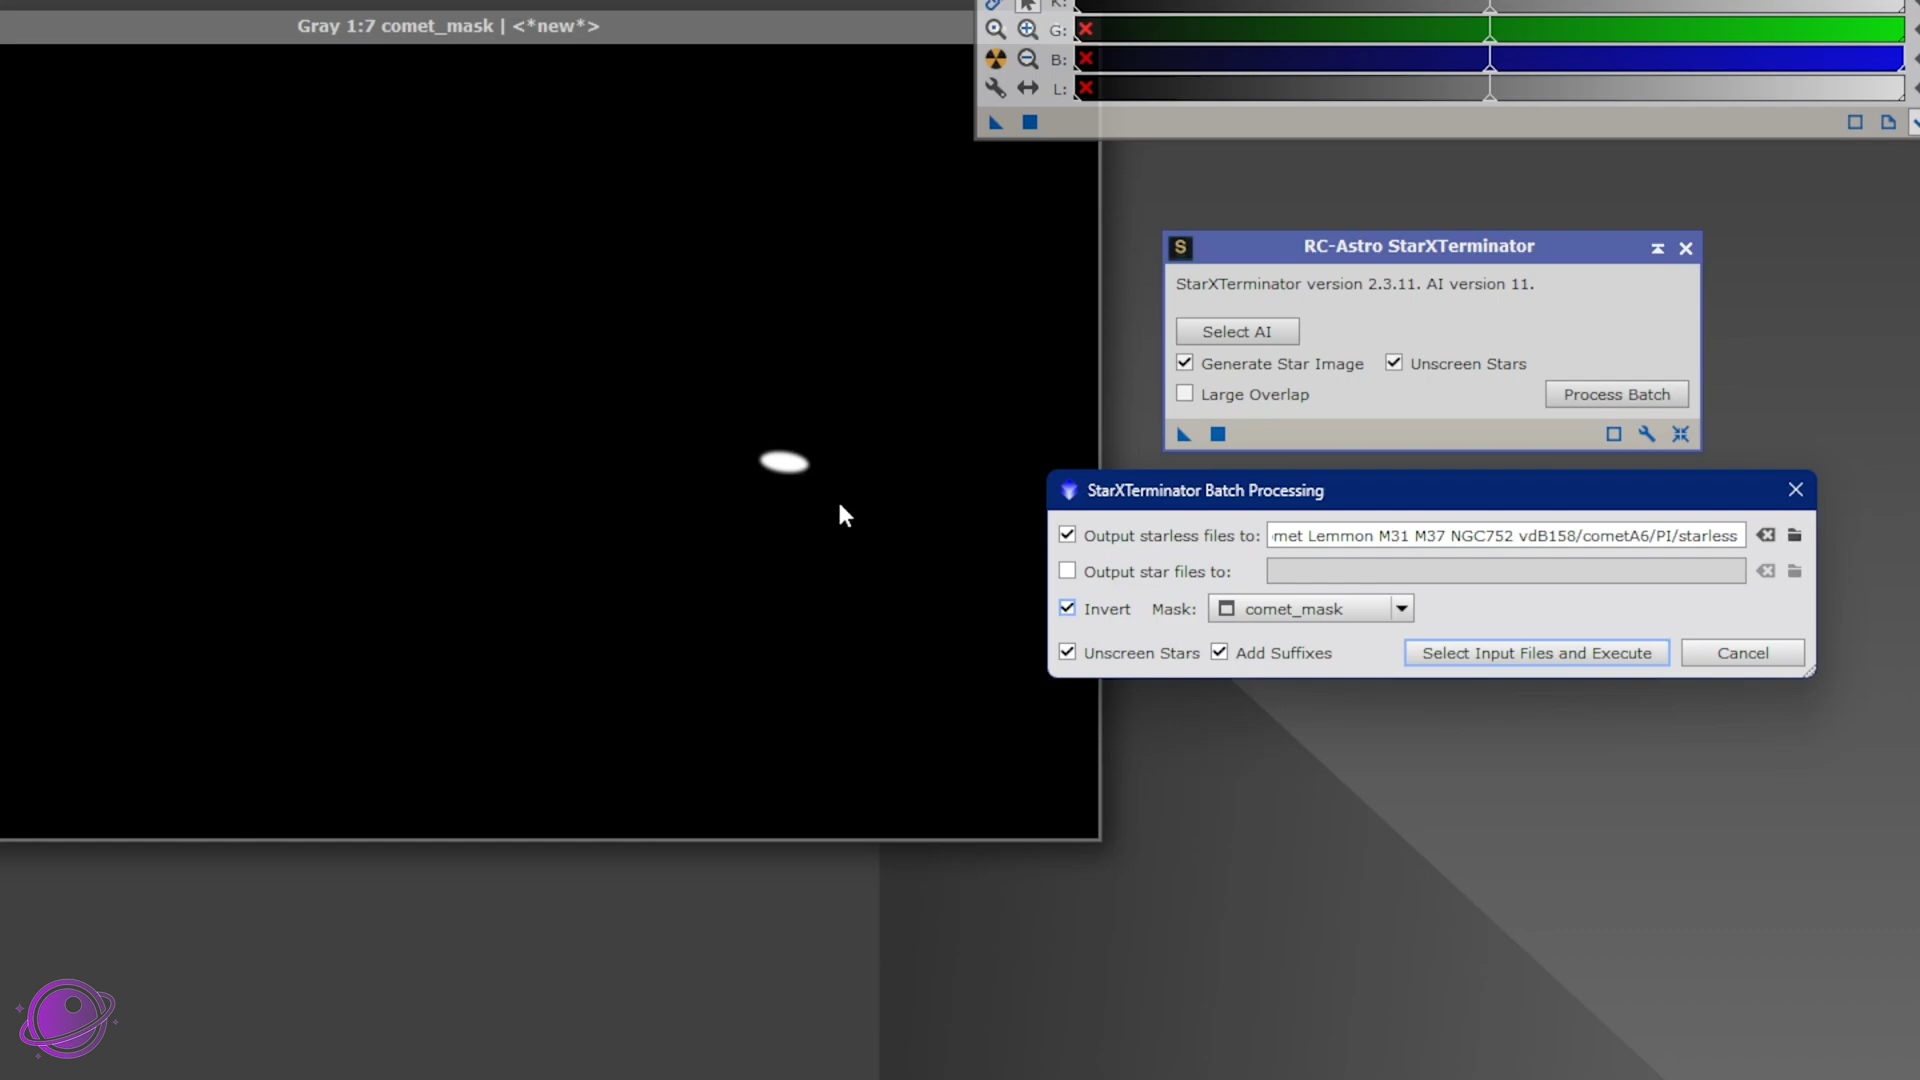 Gray 1:7 comet_mask | <*new*>
K:
G:
B:
L:
S
RC-Astro StarXTerminator
StarXTerminator version 2.3.11. AI version 11.
Select AI
Generate Star Image
Unscreen Stars
Large Overlap
Process Batch
StarXTerminator Batch Processing
Output starless files to: met Lemmon M31 M37 NGC752 vdB158/cometA6/PI/starless
Output star files to:
Invert Mask: comet_mask
Unscreen Stars Add Suffixes Select Input Files and Execute Cancel